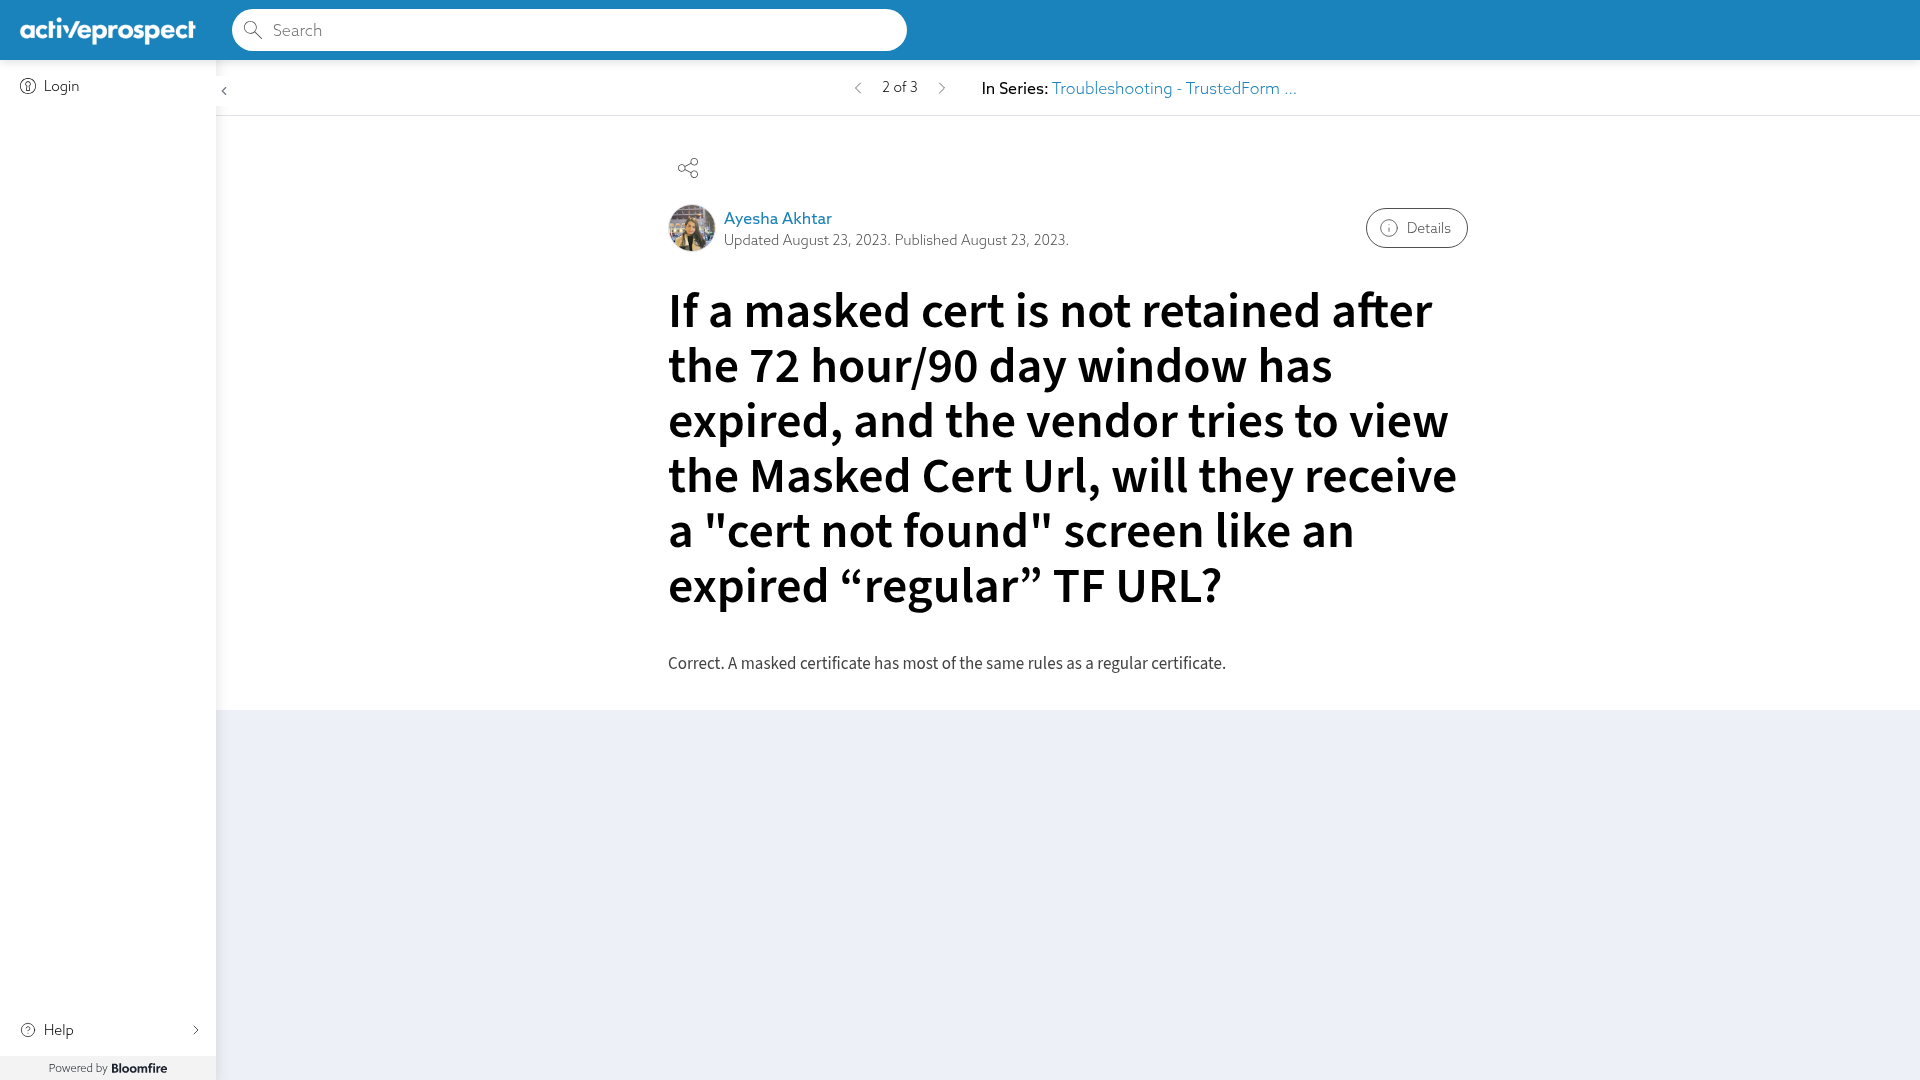 activeprospect
Search
Login
2 of 3
In Series: Troubleshooting - TrustedForm ...
Ayesha Akhtar
Updated August 23, 2023. Published August 23, 2023.
Details
If a masked cert is not retained after
the 72 hour/90 day window has
expired, and the vendor tries to view
the Masked Cert Url, will they receive
a "cert not found" screen like an
expired “regular” TF URL?
Correct. A masked certificate has most of the same rules as a regular certificate.
Help
Powered by Bloomfire